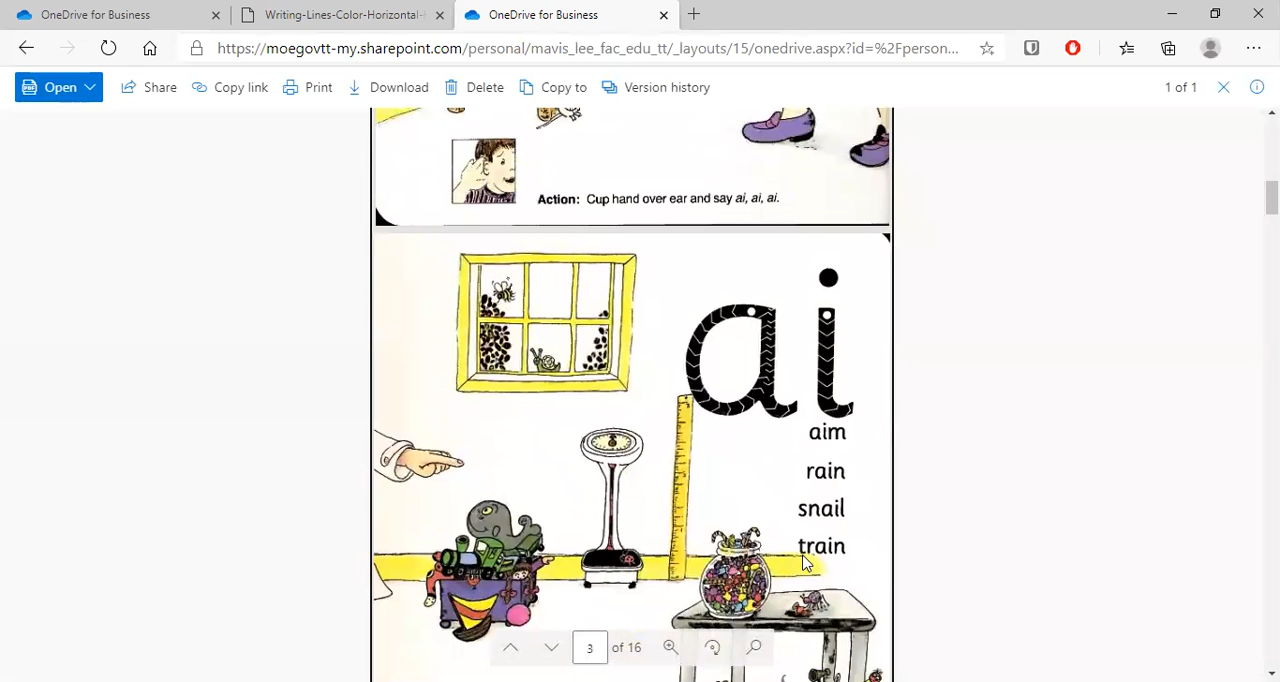 OneDrive for Business
Writing-Lines-Color-Horizontal-
OneDrive for Business
https://moegovtt-my.sharepoint.com/personal/mavis_lee_fac_edu_tt/_layouts/15/onedrive.aspx?id=%2Fperson...
Open Share Copy link Print Download Delete Copy to Version history 1 of 1
Action: Cup hand over ear and say ai, ai, ai.
ai
aim
rain
snail
train
3 of 16